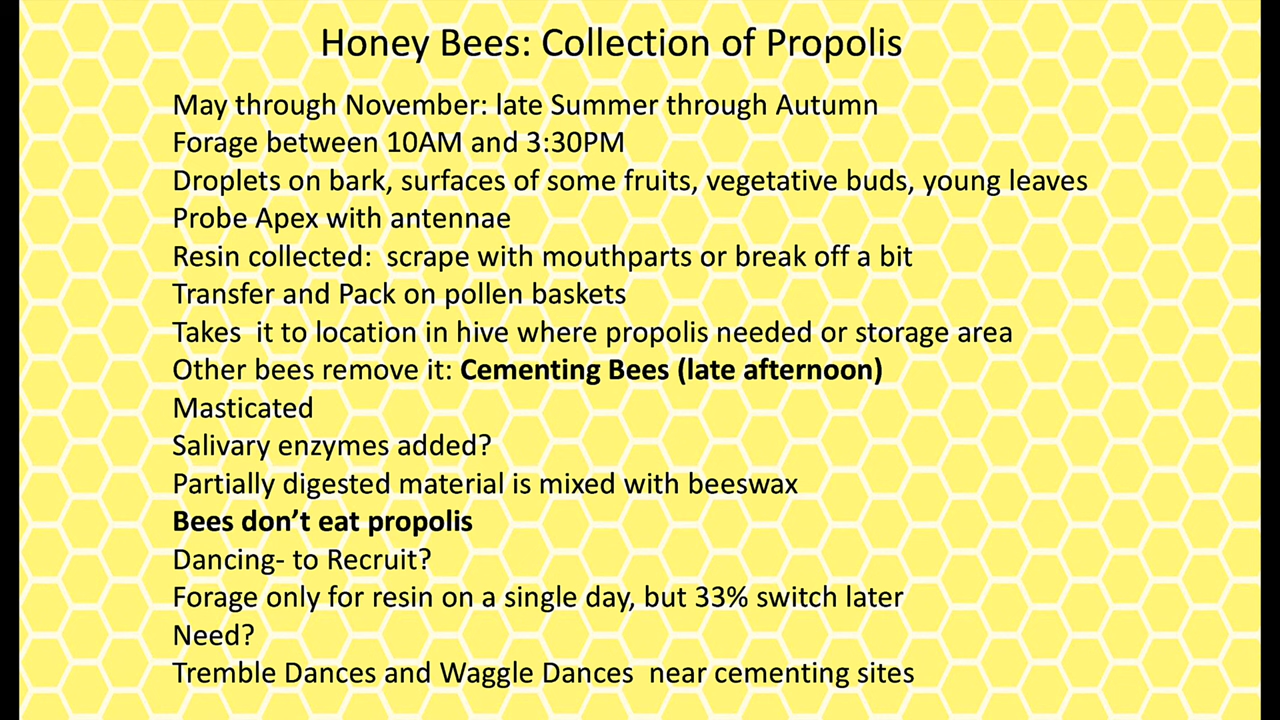 Honey Bees: Collection of Propolis
May through November: late Summer through Autumn
Forage between 10AM and 3:30PM
Droplets on bark, surfaces of some fruits, vegetative buds, young leaves
Probe Apex with antennae
Resin collected:  scrape with mouthparts or break off a bit
Transfer and Pack on pollen baskets
Takes  it to location in hive where propolis needed or storage area
Other bees remove it: Cementing Bees (late afternoon)
Masticated
Salivary enzymes added?
Partially digested material is mixed with beeswax
Bees don’t eat propolis
Dancing- to Recruit?
Forage only for resin on a single day, but 33% switch later
Need?
Tremble Dances and Waggle Dances  near cementing sites